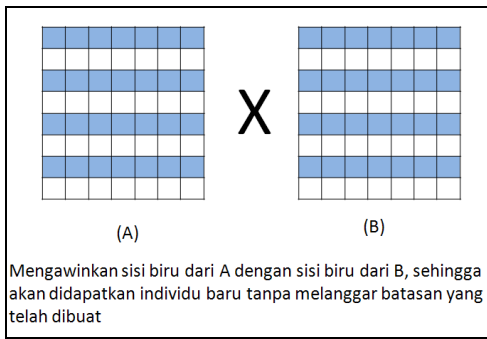 X
(A)
(B)
Mengawinkan sisi biru dari A dengan sisi biru dari B, sehingga
akan didapatkan individu baru tanpa melanggar batasan yang
telah dibuat